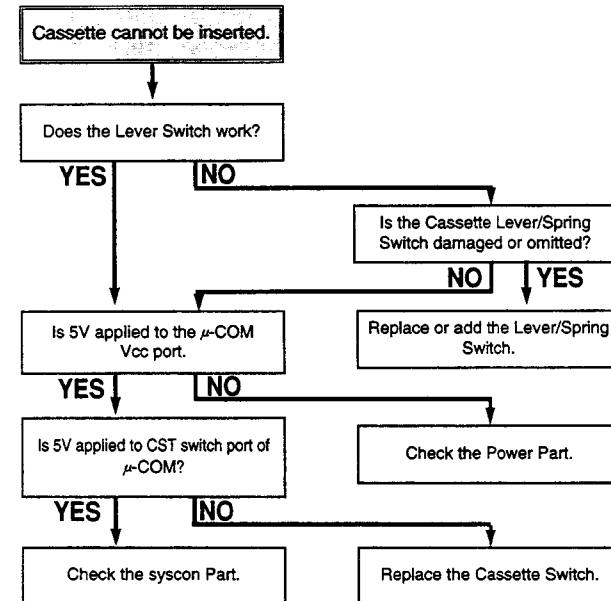 Cassette cannot be inserted.
Does the Lever Switch work?
YES
NO
Is the Cassette Lever/Spring
Switch damaged or omitted?
NO
YES
Is 5V applied to the μ-COM
Vcc port.
Replace or add the Lever/Spring
Switch.
YES
NO
Is 5V applied to CST switch port of
μ-COM?
Check the Power Part.
YES
NO
Check the syscon Part.
Replace the Cassette Switch.